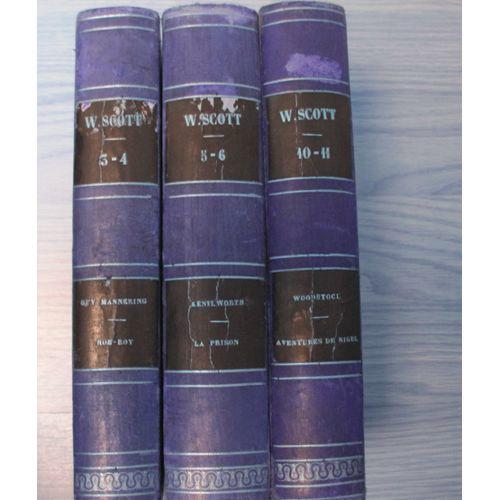 W. SCOTT
3-4
GUY MANNERING
ROB-ROY
W. SCOTT
5-6
KENILWORTH
LA PRISON
W. SCOTT
10-11
WOODSTOCK
AVENTURES DE NIGEL